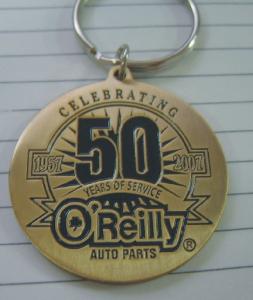 CELEBRATING
50
1957 2007
YEARS OF SERVICE
O'Reilly®
AUTO PARTS